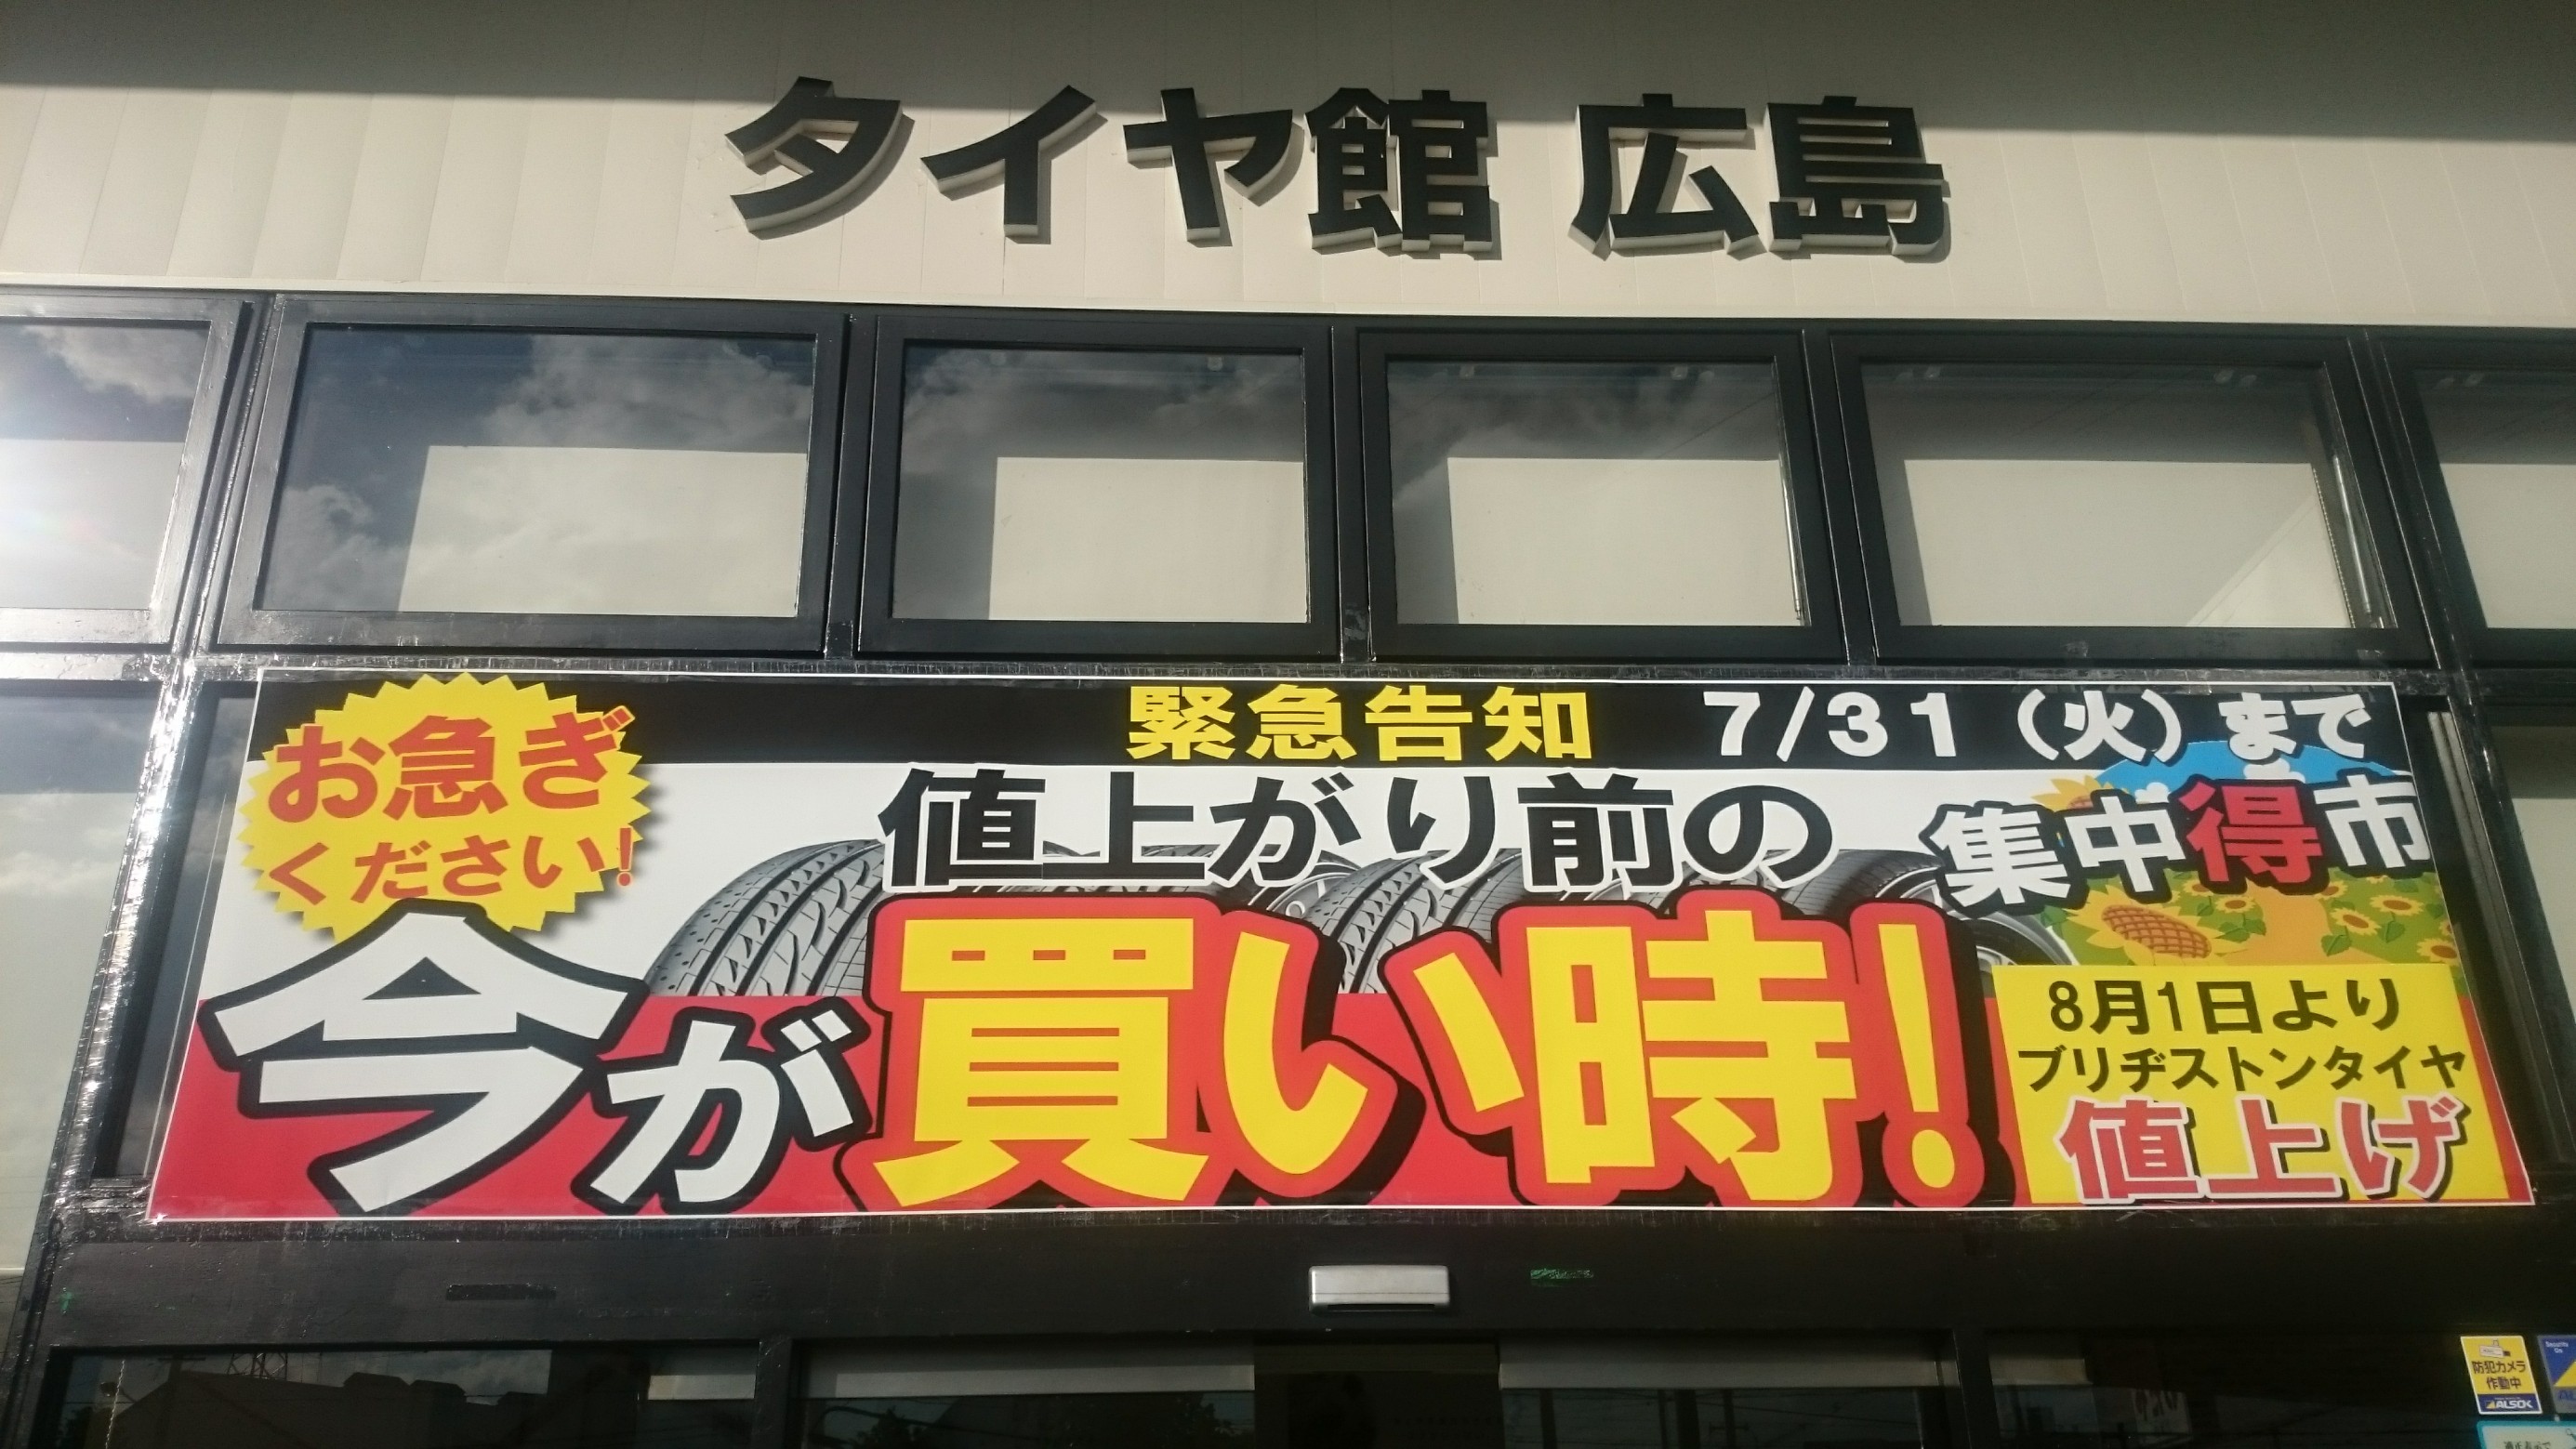 タイヤ館 広島
お急ぎ
ください!
緊急告知 7/31(火)まで
値上がり前の
集中得市
今が買い時!
8月1日より
ブリヂストンタイヤ
値上げ
防犯カメラ
作動中
ALSOK